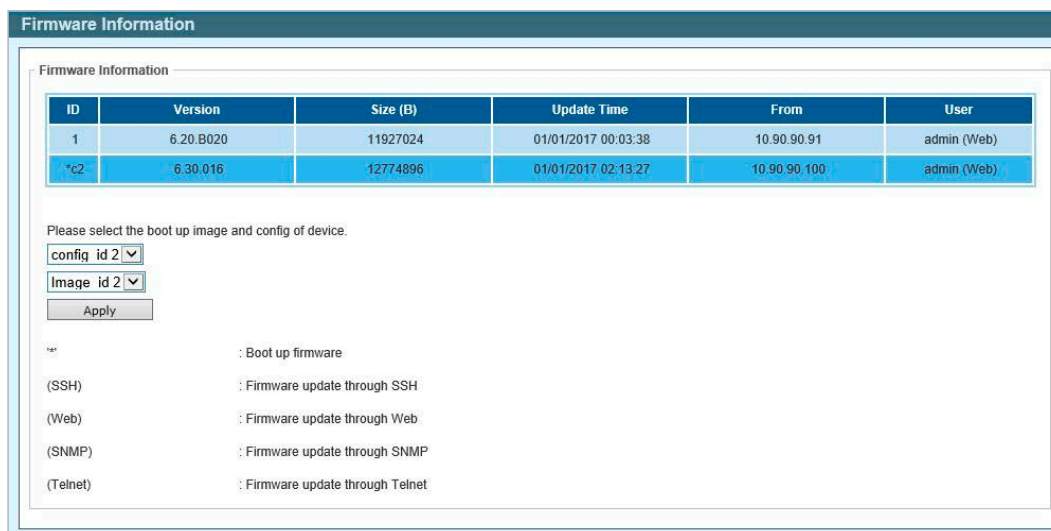 Firmware Information
Firmware Information
ID Version Size (B) Update Time From User
1 6.20.B020 11927024 01/01/2017 00:03:38 10.90.90.91 admin (Web)
*c2 6.30.016 12774896 01/01/2017 02:13:27 10.90.90.100 admin (Web)
Please select the boot up image and config of device.
config_id 2
Image_id 2
Apply
'*' : Boot up firmware
(SSH) : Firmware update through SSH
(Web) : Firmware update through Web
(SNMP) : Firmware update through SNMP
(Telnet) : Firmware update through Telnet